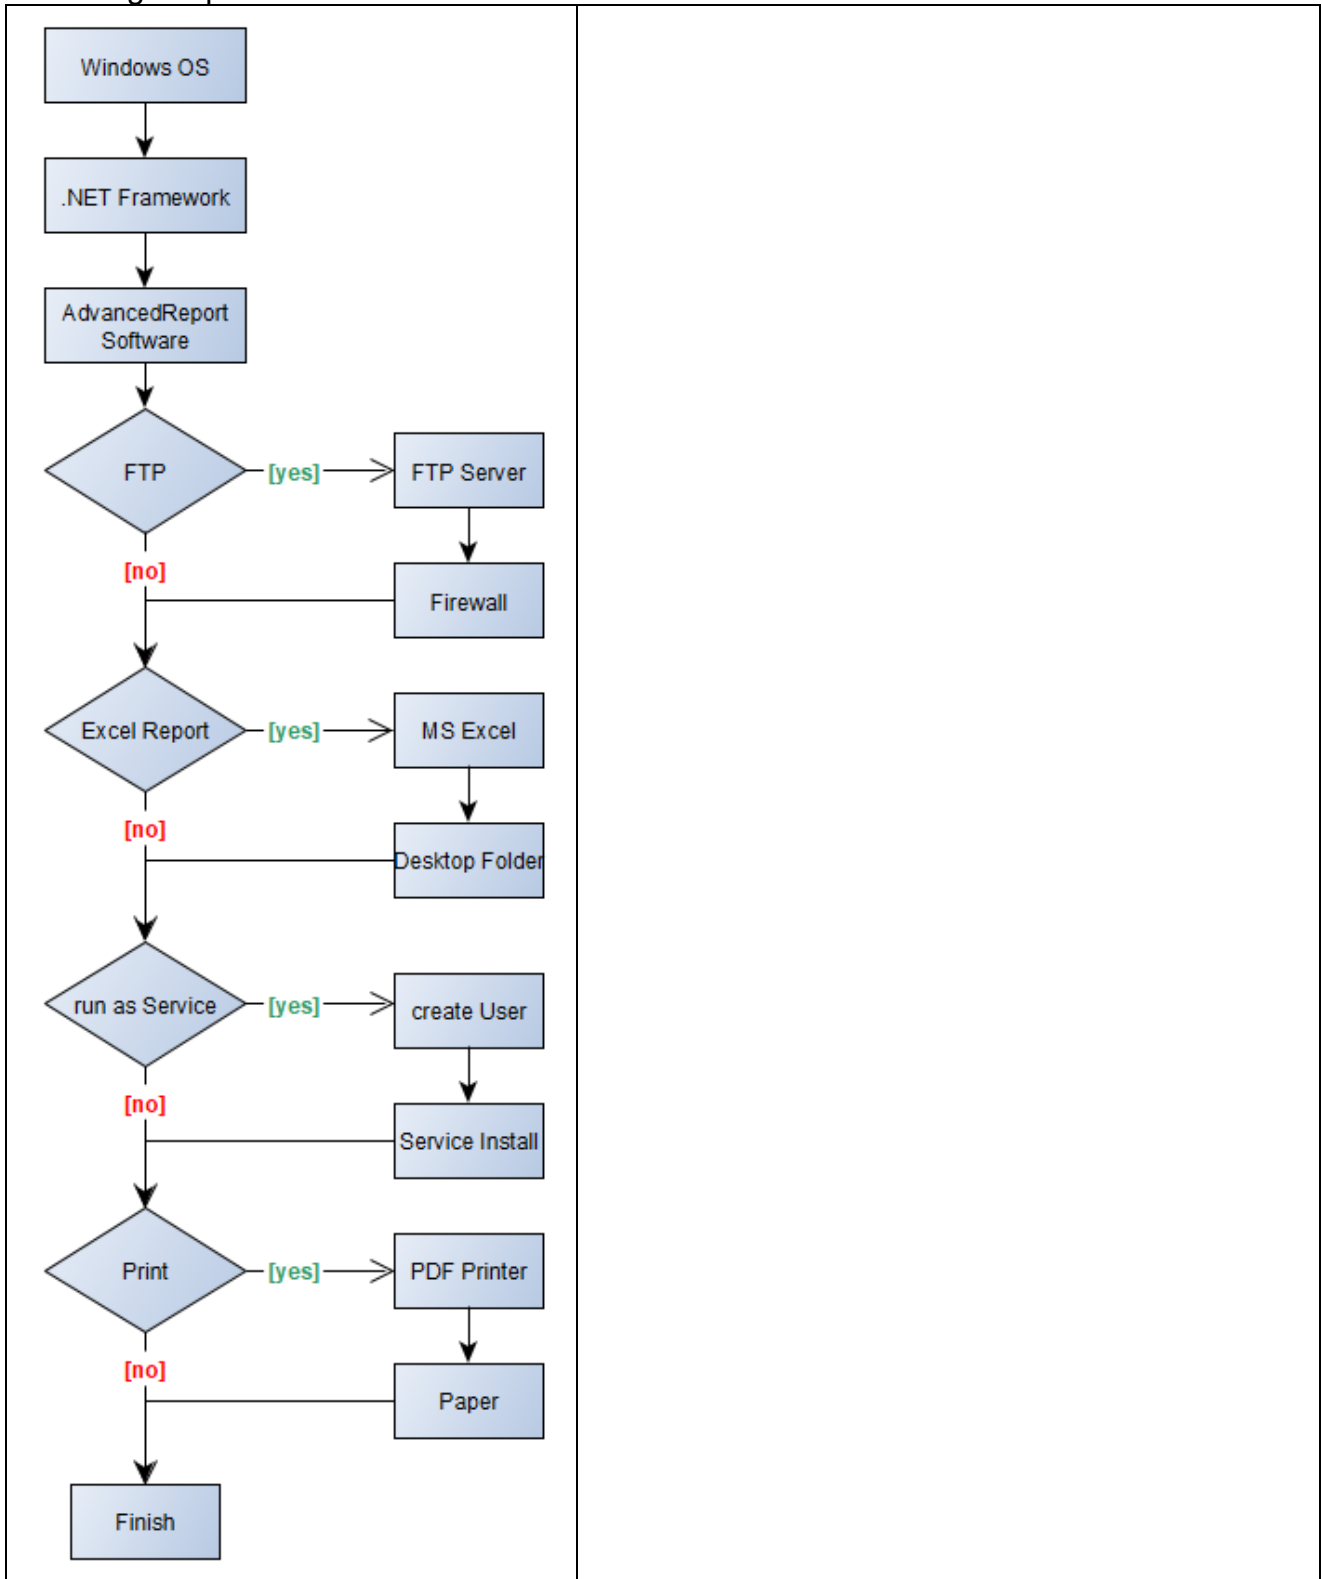 Windows OS
.NET Framework
AdvancedReport
Software
FTP
[yes]
FTP Server
[no]
Firewall
Excel Report
[yes]
MS Excel
[no]
Desktop Folder
run as Service
[yes]
create User
[no]
Service Install
Print
[yes]
PDF Printer
[no]
Paper
Finish